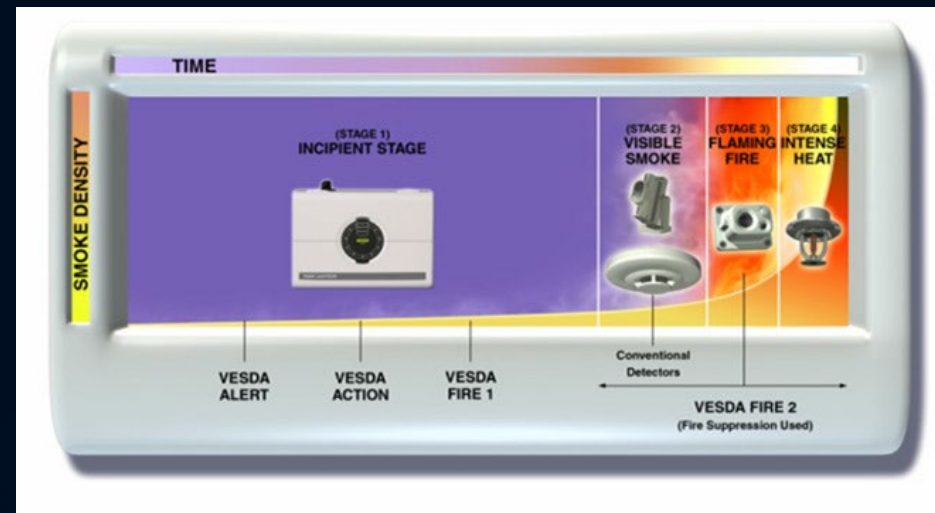 TIME
SMOKE DENSITY
(STAGE 1)
INCIPIENT STAGE
(STAGE 2)
VISIBLE
SMOKE
(STAGE 3)
FLAMING
FIRE
(STAGE 4)
INTENSE
HEAT
VESDA
ALERT
VESDA
ACTION
VESDA
FIRE 1
Conventional
Detectors
VESDA FIRE 2
(Fire Suppression Used)